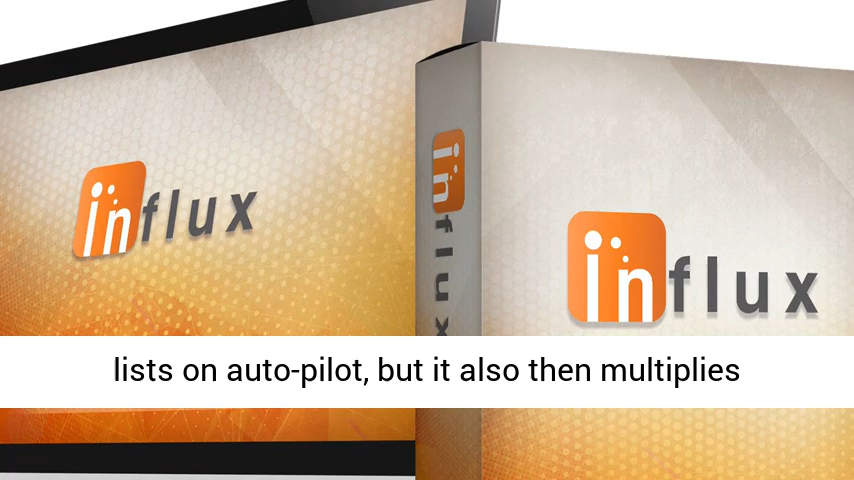 influx
influx
influx
lists on auto-pilot, but it also then multiplies